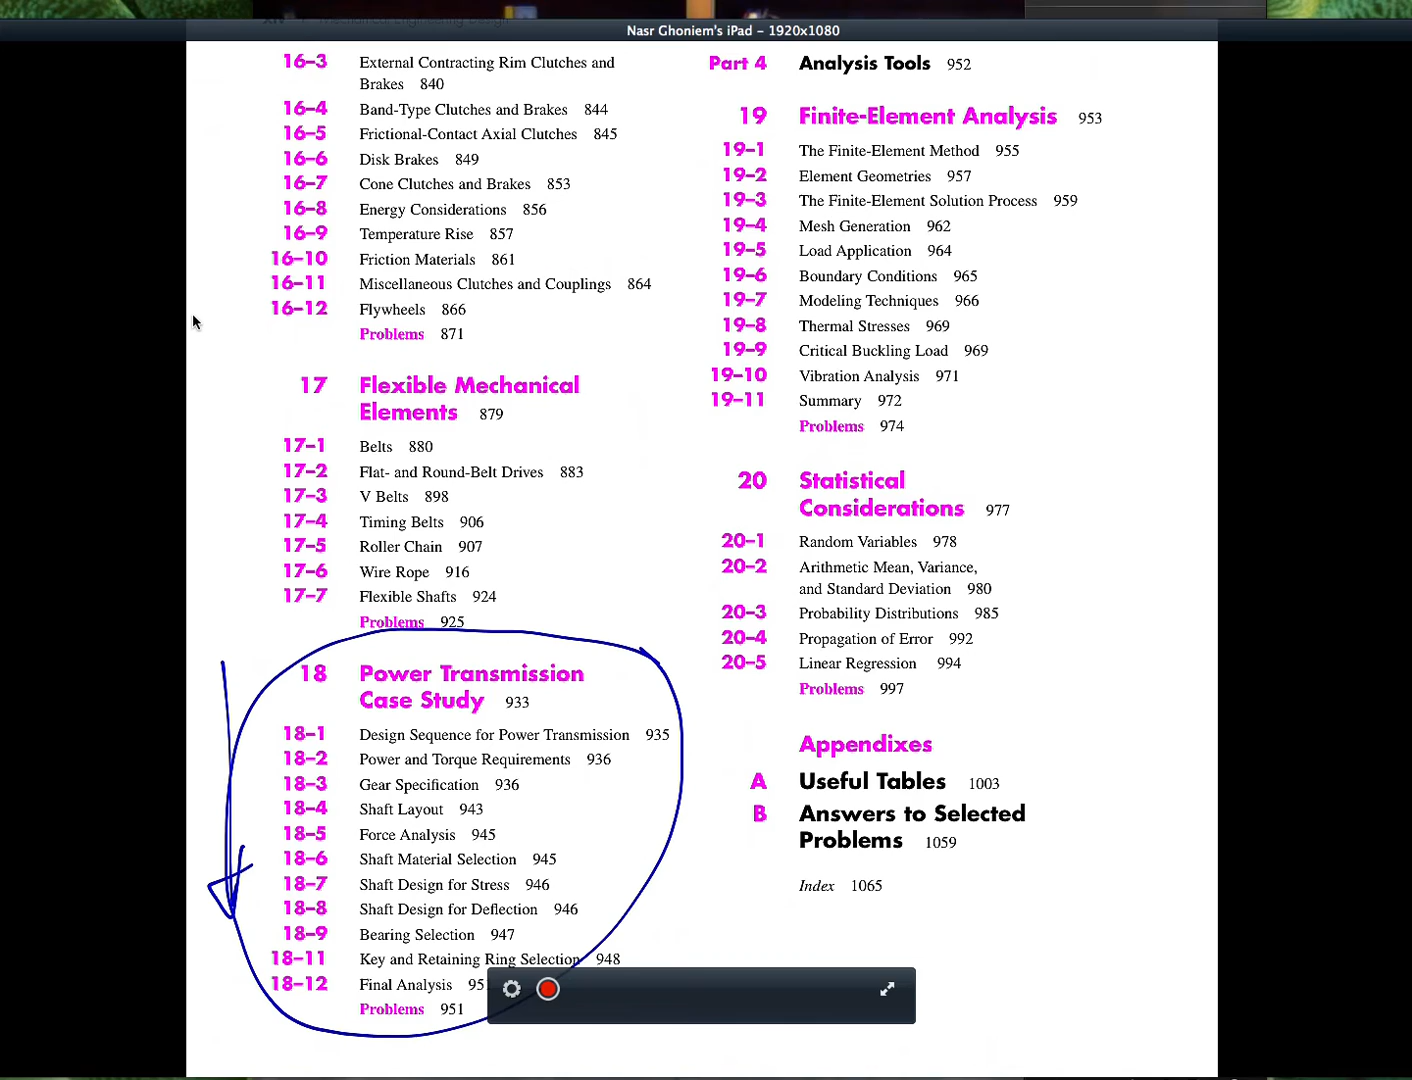 Nasr Ghoniem's iPad – 1920x1080
16–3 External Contracting Rim Clutches and
Brakes 840
16–4 Band-Type Clutches and Brakes 844
16–5 Frictional-Contact Axial Clutches 845
16–6 Disk Brakes 849
16–7 Cone Clutches and Brakes 853
16–8 Energy Considerations 856
16–9 Temperature Rise 857
16–10 Friction Materials 861
16–11 Miscellaneous Clutches and Couplings 864
16–12 Flywheels 866
Problems 871
17 Flexible Mechanical
Elements 879
17–1 Belts 880
17–2 Flat- and Round-Belt Drives 883
17–3 V Belts 898
17–4 Timing Belts 906
17–5 Roller Chain 907
17–6 Wire Rope 916
17–7 Flexible Shafts 924
Problems 925
18 Power Transmission
Case Study 933
18–1 Design Sequence for Power Transmission 935
18–2 Power and Torque Requirements 936
18–3 Gear Specification 936
18–4 Shaft Layout 943
18–5 Force Analysis 945
18–6 Shaft Material Selection 945
18–7 Shaft Design for Stress 946
18–8 Shaft Design for Deflection 946
18–9 Bearing Selection 947
18–11 Key and Retaining Ring Selection 948
18–12 Final Analysis
Problems 951
Part 4 Analysis Tools 952
19 Finite-Element Analysis 953
19–1 The Finite-Element Method 955
19–2 Element Geometries 957
19–3 The Finite-Element Solution Process 959
19–4 Mesh Generation 962
19–5 Load Application 964
19–6 Boundary Conditions 965
19–7 Modeling Techniques 966
19–8 Thermal Stresses 969
19–9 Critical Buckling Load 969
19–10 Vibration Analysis 971
19–11 Summary 972
Problems 974
20 Statistical
Considerations 977
20–1 Random Variables 978
20–2 Arithmetic Mean, Variance,
and Standard Deviation 980
20–3 Probability Distributions 985
20–4 Propagation of Error 992
20–5 Linear Regression 994
Problems 997
Appendixes
A Useful Tables 1003
B Answers to Selected
Problems 1059
Index 1065